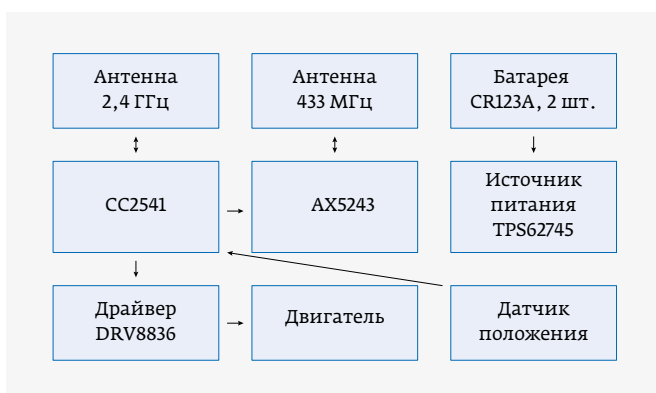 Антенна
2,4 ГГц
Антенна
433 МГц
Батарея
CR123A, 2 шт.
CC2541
AX5243
Источник
питания
TPS62745
Драйвер
DRV8836
Двигатель
Датчик
положения